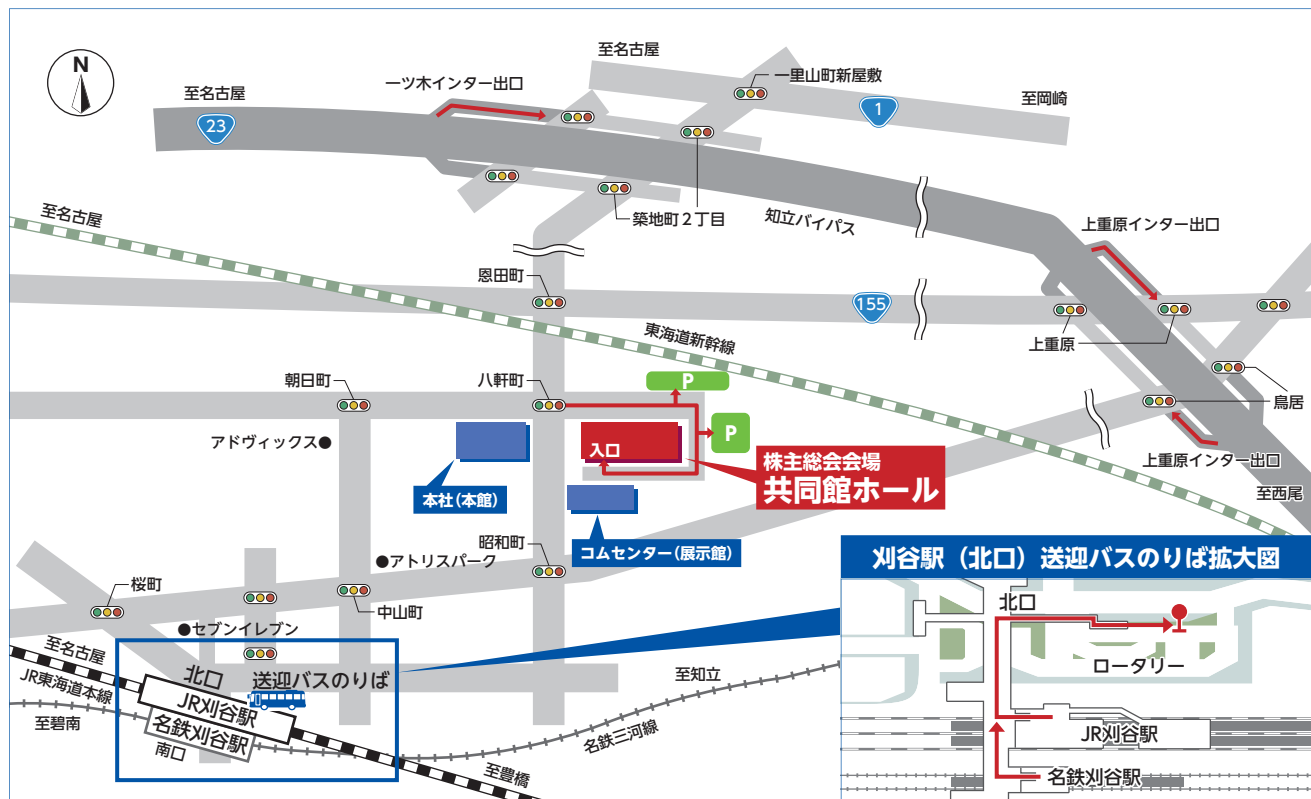 N
至名古屋
一里山町新屋敷
一ツ木インター出口
至名古屋
23
1
至岡崎
至名古屋
築地町2丁目
知立バイパス
上重原インター出口
恩田町
155
東海道新幹線
上重原
朝日町
八軒町
P
鳥居
アドヴィックス●
入口
P
株主総会会場
共同館ホール
上重原インター出口
本社(本館)
至西尾
コムセンター(展示館)
昭和町
●アトリスパーク
桜町
中山町
●セブンイレブン
至名古屋
JR東海道本線
北口
送迎バスのりば
至知立
JR刈谷駅
至碧南
名鉄刈谷駅
南口
名鉄三河線
至豊橋
刈谷駅(北口)送迎バスのりば拡大図
北口
ロータリー
JR刈谷駅
名鉄刈谷駅